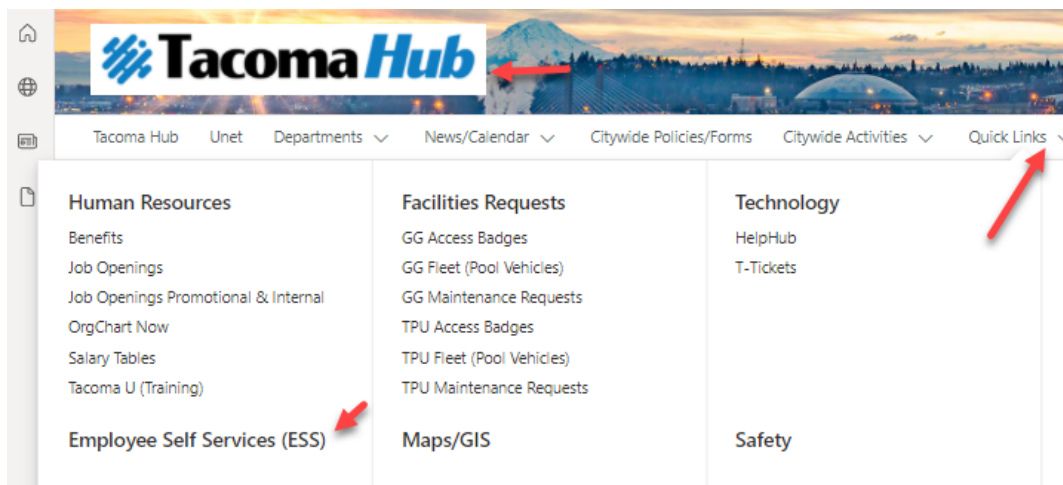 Tacoma Hub
Tacoma Hub Unet Departments News/Calendar Citywide Policies/Forms Citywide Activities Quick Links
Human Resources
Benefits
Job Openings
Job Openings Promotional & Internal
OrgChart Now
Salary Tables
Tacoma U (Training)
Employee Self Services (ESS)
Facilities Requests
GG Access Badges
GG Fleet (Pool Vehicles)
GG Maintenance Requests
TPU Access Badges
TPU Fleet (Pool Vehicles)
TPU Maintenance Requests
Maps/GIS
Technology
HelpHub
T-Tickets
Safety